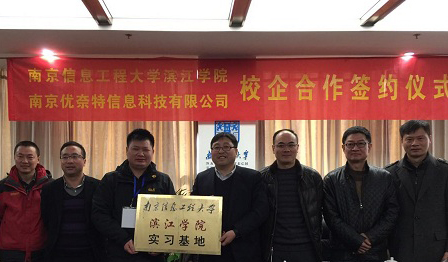 南京信息工程大学滨江学院
南京优奈特信息科技有限公司
校企合作签约仪式
南京信息工程大学
滨江学院
实习基地